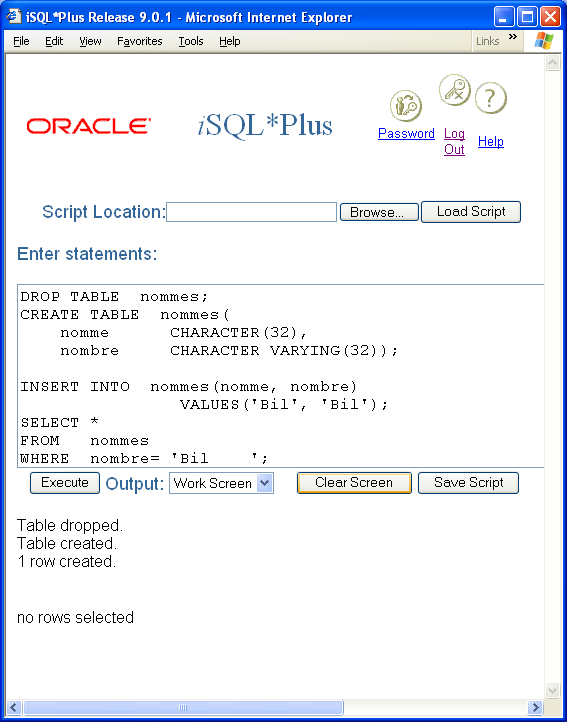 iSQL*Plus Release 9.0.1 - Microsoft Internet Explorer
File Edit View Favorites Tools Help Links »
ORACLE® iSQL*Plus
Password Log Out Help
?
Script Location: Browse... Load Script
Enter statements:
DROP TABLE  nommes;
CREATE TABLE  nommes(
    nomme      CHARACTER(32),
    nombre     CHARACTER VARYING(32));
INSERT INTO  nommes(nomme, nombre)
                VALUES('Bil', 'Bil');
SELECT *
FROM   nommes
WHERE  nombre= 'Bil    ';
Execute Output: Work Screen Clear Screen Save Script
Table dropped.
Table created.
1 row created.
no rows selected